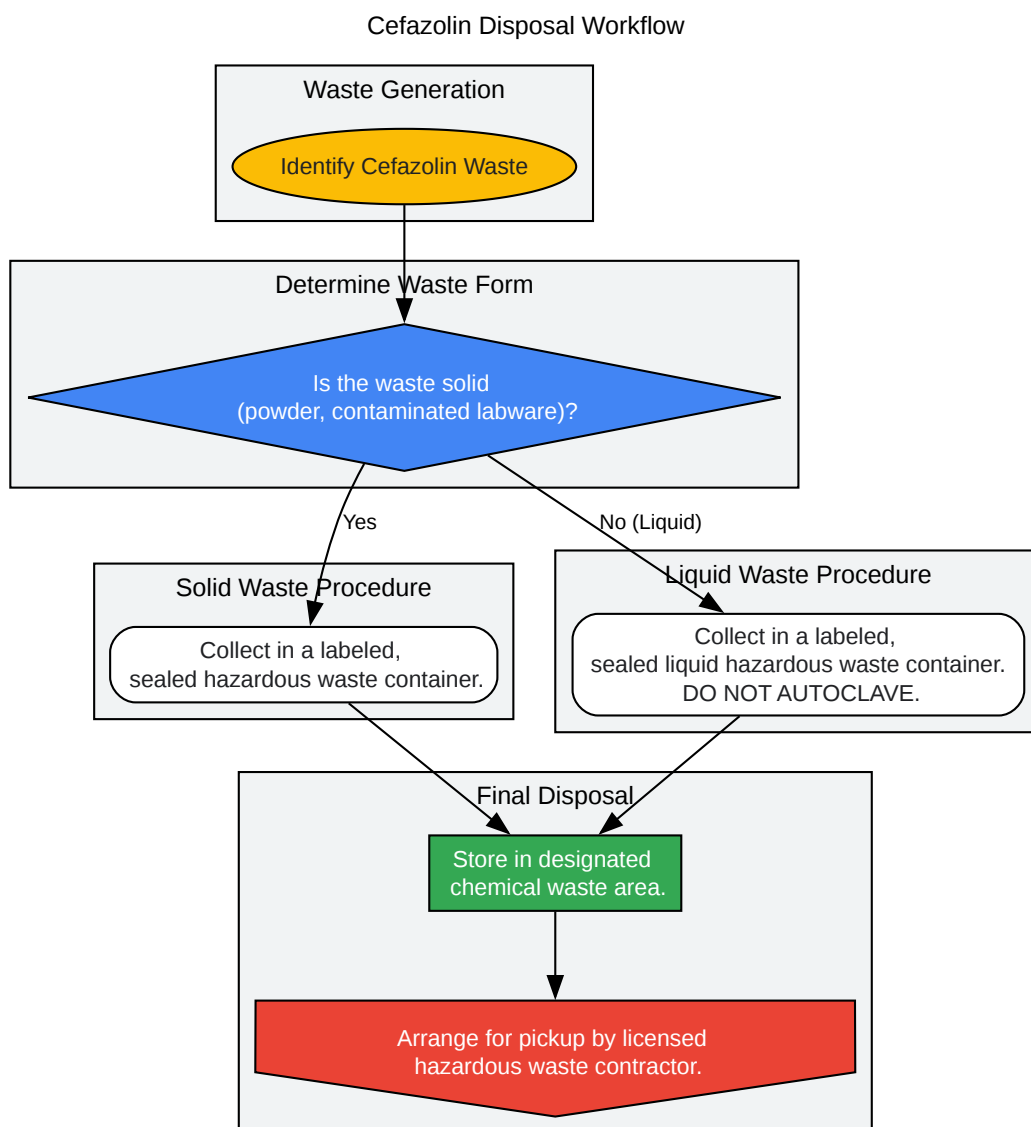 Cefazolin Disposal Workflow
Waste Generation
Identify Cefazolin Waste
Determine Waste Form
Is the waste solid
(powder, contaminated labware)?
Yes
No (Liquid)
Solid Waste Procedure
Collect in a labeled,
sealed hazardous waste container.
Liquid Waste Procedure
Collect in a labeled,
sealed liquid hazardous waste container.
DO NOT AUTOCLAVE.
Final Disposal
Store in designated
chemical waste area.
Arrange for pickup by licensed
hazardous waste contractor.